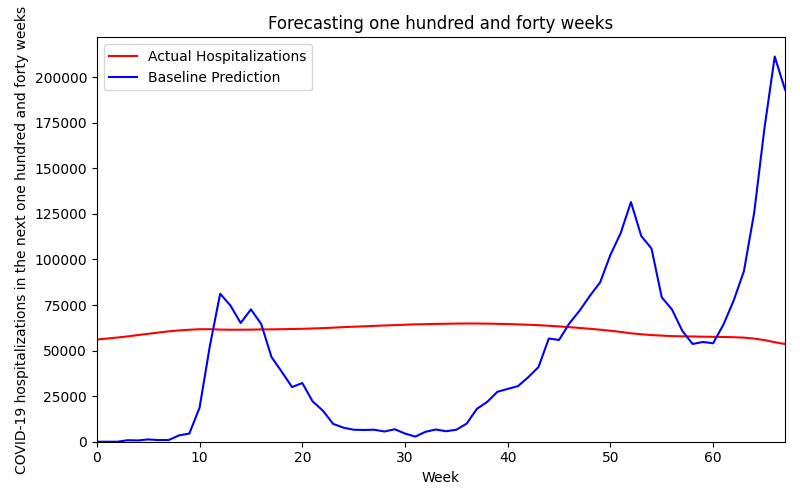 Forecasting one hundred and forty weeks
Actual Hospitalizations
Baseline Prediction
COVID-19 hospitalizations in the next one hundred and forty weeks
200000
175000
150000
125000
100000
75000
50000
25000
0
0 10 20 30 40 50 60
Week